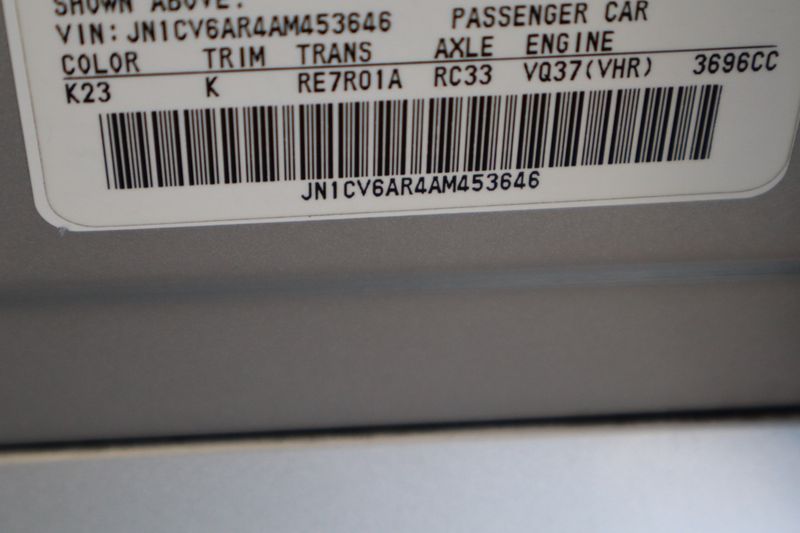 SHOWN ABOVE.
VIN: JN1CV6AR4AM453646 PASSENGER CAR
COLOR TRIM TRANS AXLE ENGINE
K23 K RE7R01A RC33 VQ37(VHR) 3696CC
JN1CV6AR4AM453646